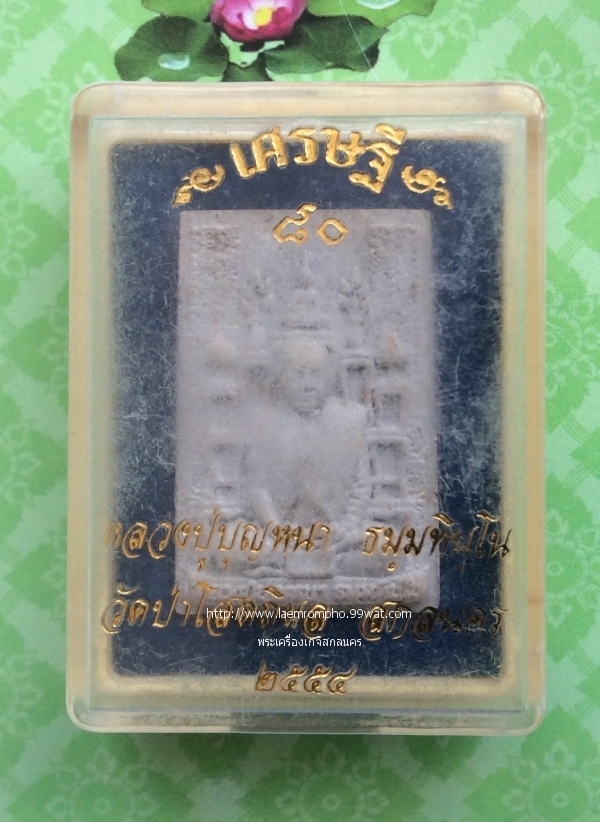 เศรษฐี
๘๐
หลวงปู่บุญหนา ธมฺมทินฺโน
วัดป่าโสตถิผล สกลนคร
http://www.laemrompho.99wat.com
พระเครื่องเกจิสกลนคร
๒๕๕๔